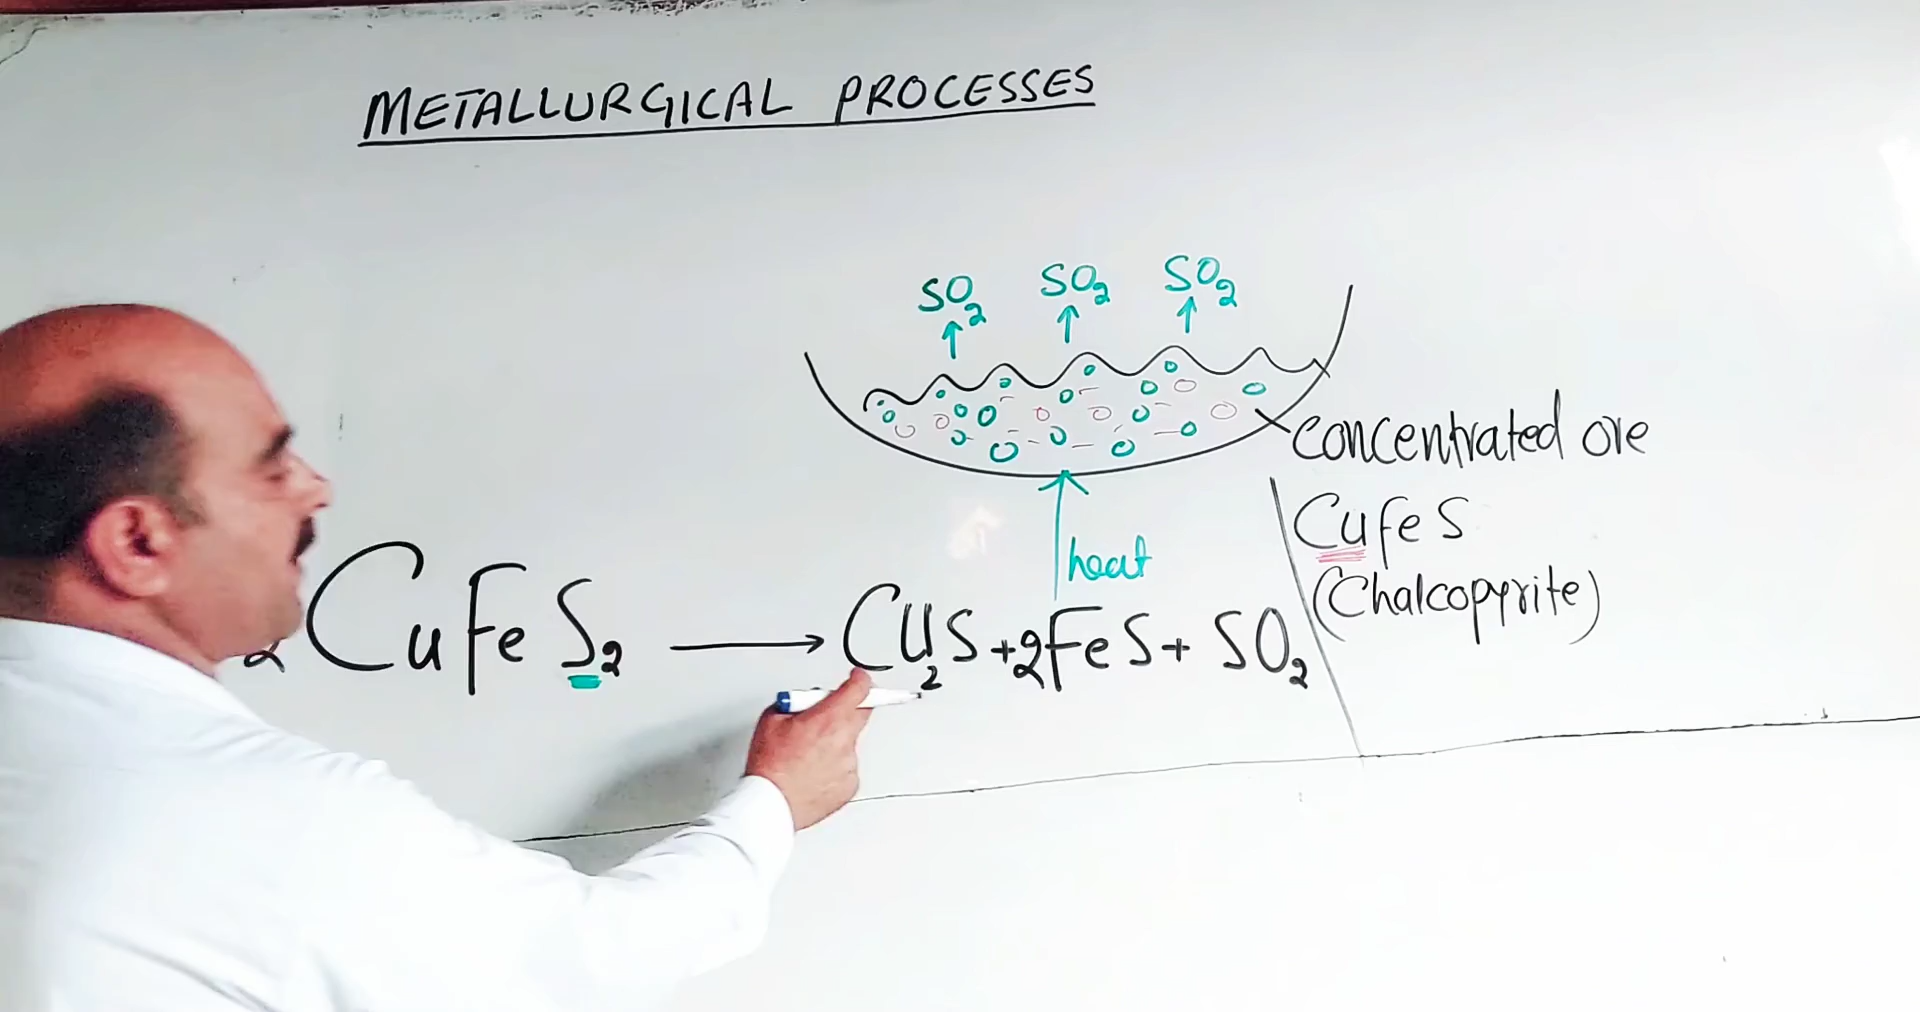 METALLURGICAL PROCESSES
SO₂ SO₂ SO₂
concentrated ore
CufeS
(Chalcopyrite)
heat
2CuFeS₂ ⟶ CU₂S+2FeS+ SO₂